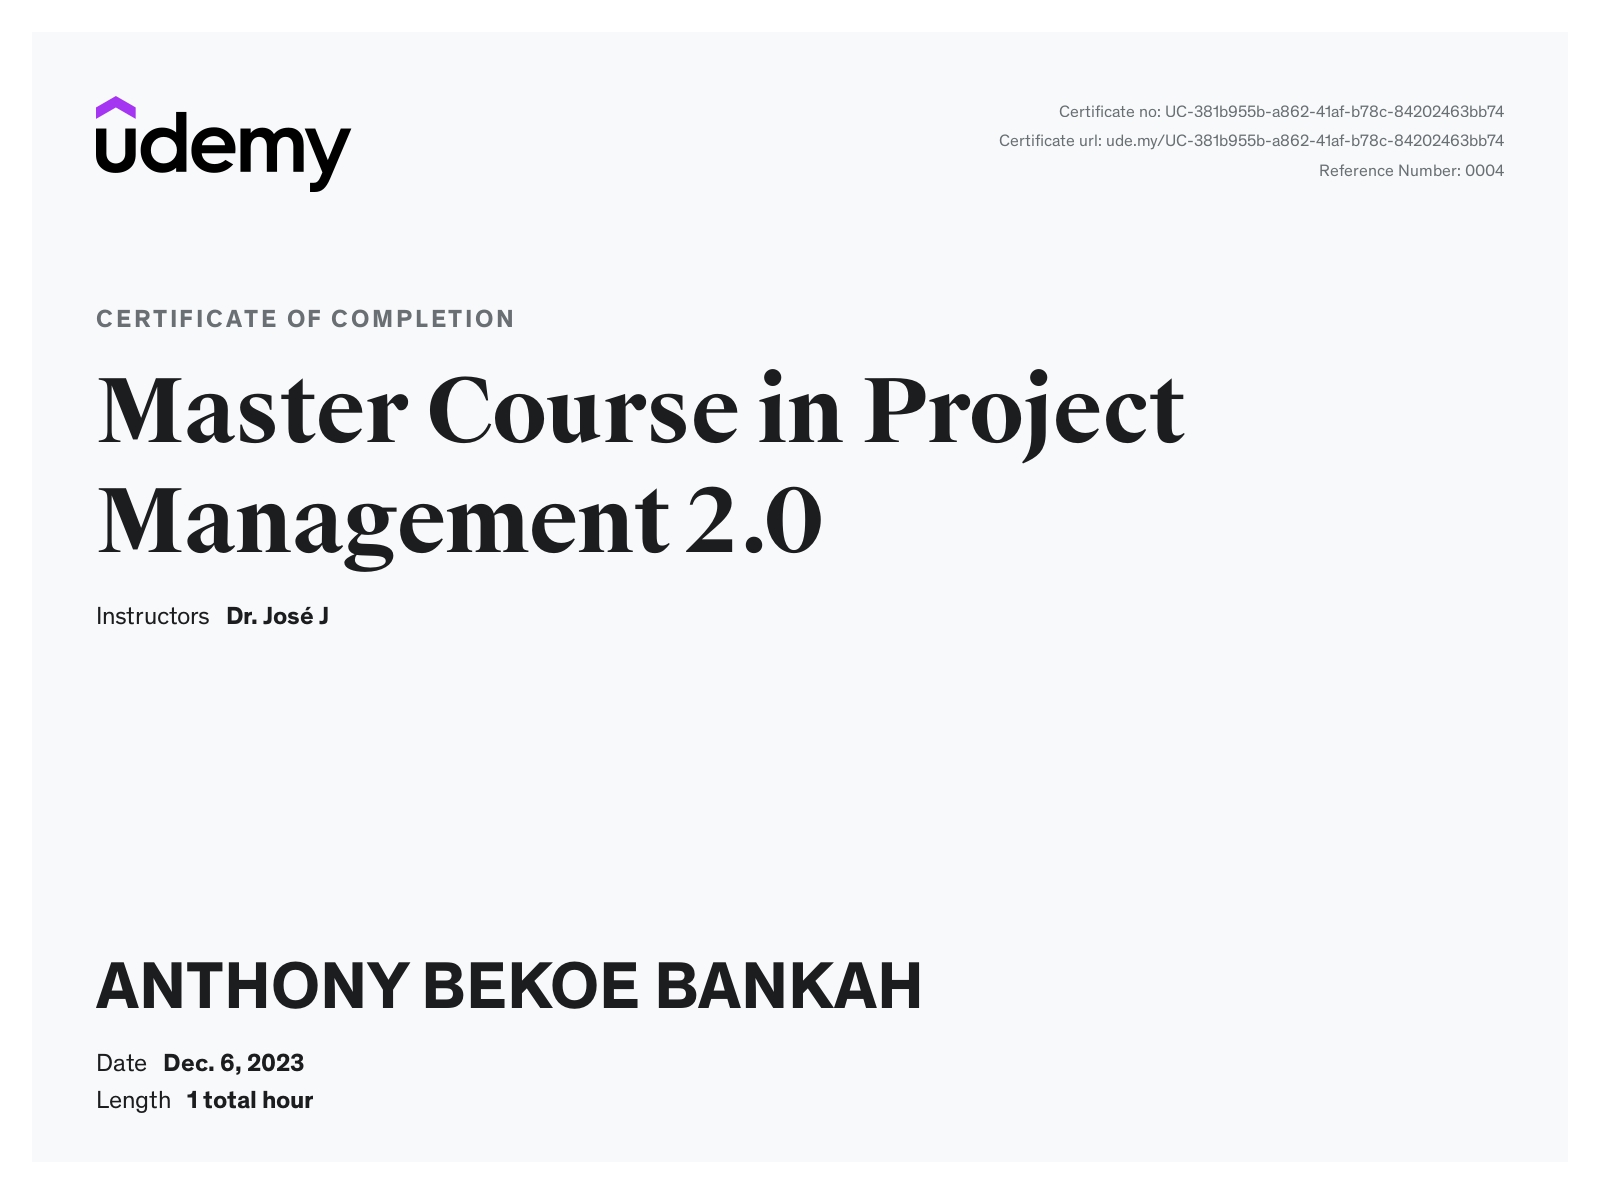 udemy
Certificate no: UC-381b955b-a862-41af-b78c-84202463bb74
Certificate url: ude.my/UC-381b955b-a862-41af-b78c-84202463bb74
Reference Number: 0004
CERTIFICATE OF COMPLETION
Master Course in Project
Management 2.0
Instructors Dr. José J
ANTHONY BEKOE BANKAH
Date Dec. 6, 2023
Length 1 total hour